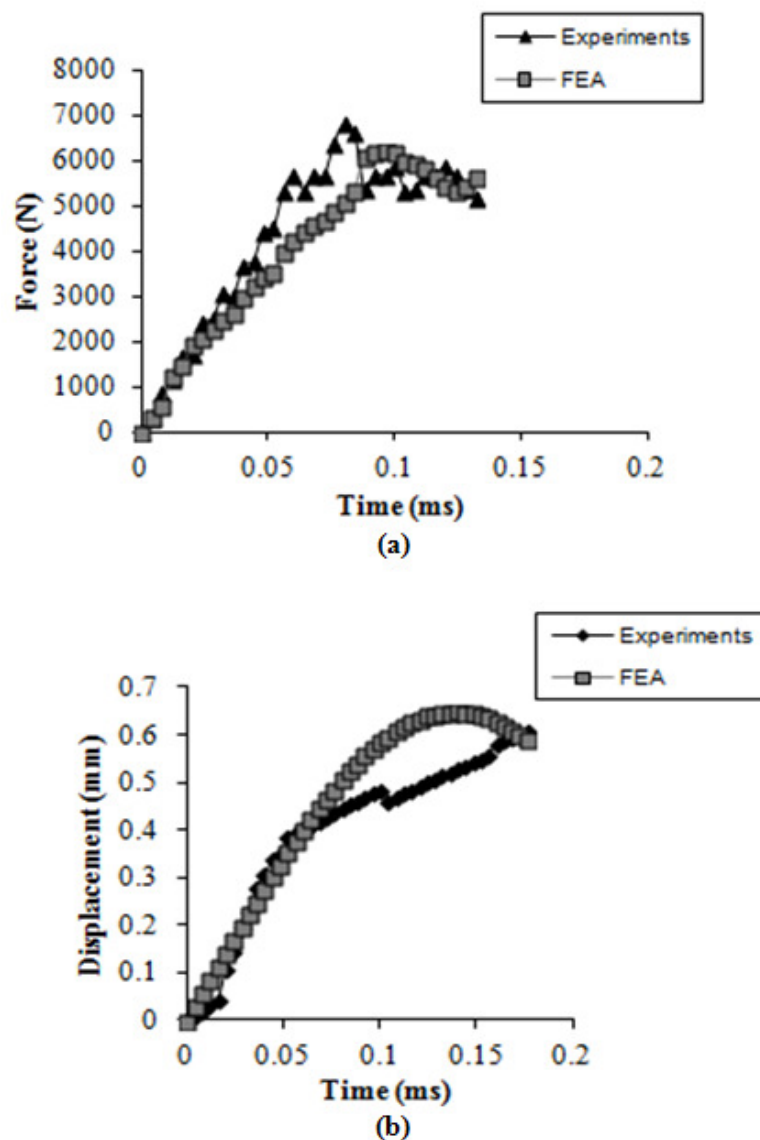 Experiments
FEA
8000
7000
6000
5000
4000
3000
2000
1000
0
Force (N)
0 0.05 0.1 0.15 0.2
Time (ms)
(a)
Experiments
FEA
0.7
0.6
0.5
0.4
0.3
0.2
0.1
0
Displacement (mm)
0 0.05 0.1 0.15 0.2
Time (ms)
(b)